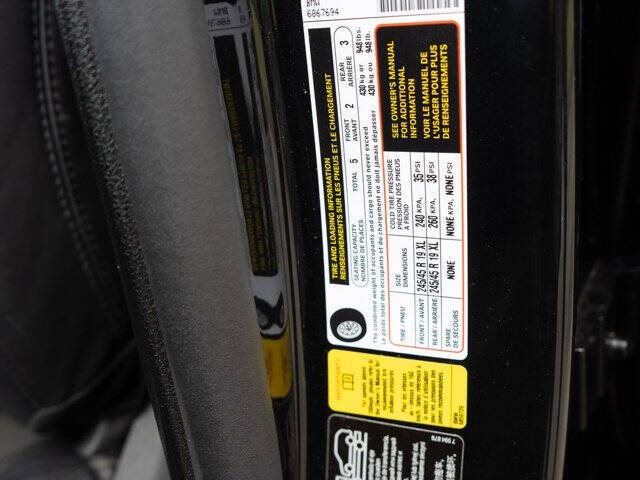 BMW
6867694
TIRE AND LOADING INFORMATION
RENSEIGNEMENTS SUR LES PNEUS ET LE CHARGEMENT
SEATING CAPACITY
NOMBRE DE PLACES
TOTAL 5
FRONT
AVANT 2
REAR
ARRIÈRE 3
The combined weight of occupants and cargo should never exceed 430 kg or 948 lbs.
Le poids total des occupants et du chargement ne doit jamais dépasser 430 kg ou 948 lb.
TIRE / PNEU
SIZE
DIMENSIONS
COLD TIRE PRESSURE
PRESSION DES PNEUS
A FROID
FRONT / AVANT 245/45 R 19 XL 240 KPA, 35 PSI
REAR / ARRIÈRE 245/45 R 19 XL 260 KPA, 38 PSI
SPARE
DE SECOURS
NONE
NONE KPA, NONE PSI
SEE OWNER'S MANUAL
FOR ADDITIONAL
INFORMATION
VOIR LE MANUEL DE
L'USAGER POUR PLUS
DE RENSEIGNEMENTS
7 394 879